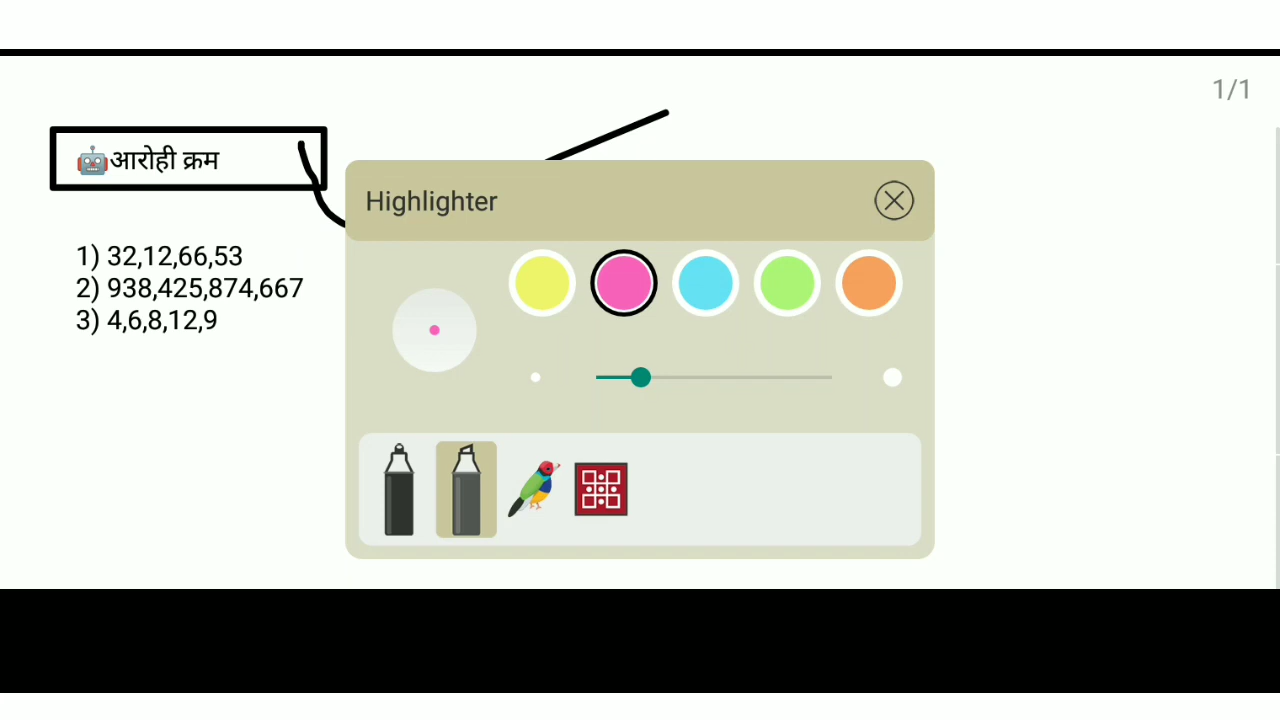 1/1
🤖आरोही क्रम
Highlighter
1) 32,12,66,53
2) 938,425,874,667
3) 4,6,8,12,9